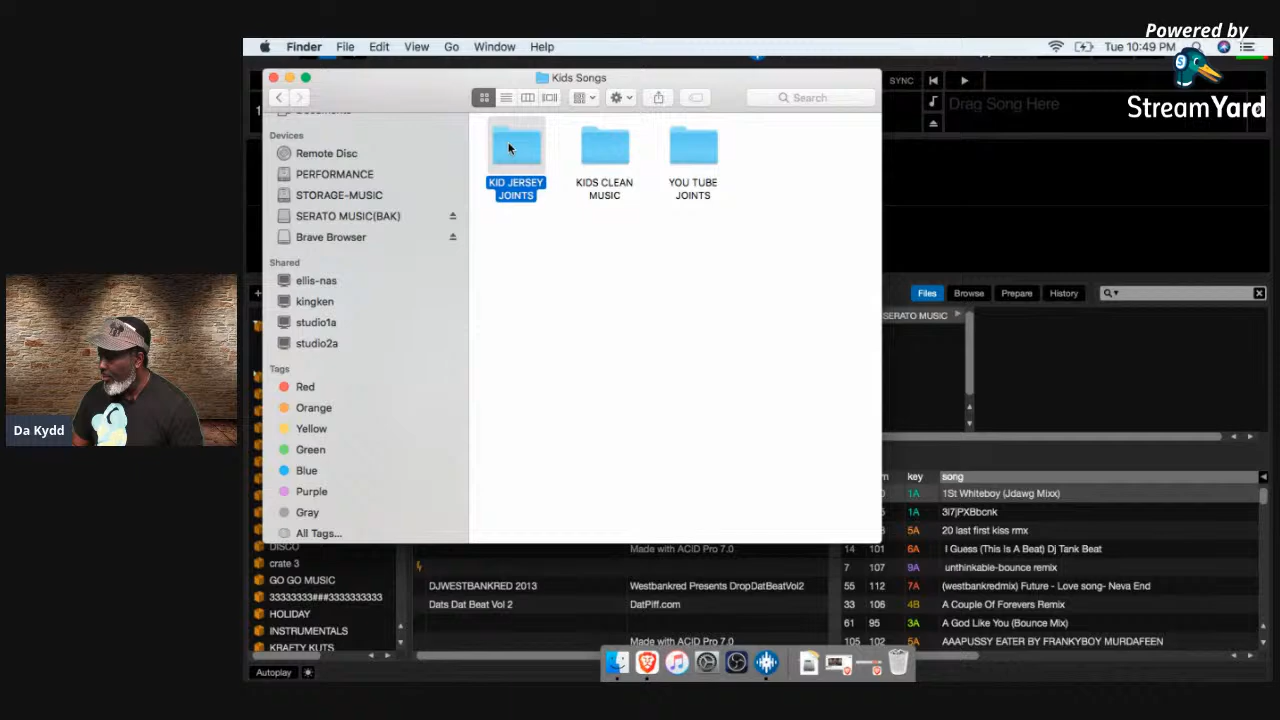 Powered by
StreamYard
Finder File Edit View Go Window Help
Tue 10:49 PM
Kids Songs
Search
SYNC
Drag Song Here
Devices
Remote Disc
PERFORMANCE
STORAGE-MUSIC
SERATO MUSIC(BAK)
Brave Browser
Shared
ellis-nas
kingken
studio1a
studio2a
Tags
Red
Orange
Yellow
Green
Blue
Purple
Gray
All Tags...
KID JERSEY
JOINTS
KIDS CLEAN
MUSIC
YOU TUBE
JOINTS
Da Kydd
Files Browse Prepare History
SERATO MUSIC
key song
1A 1St Whiteboy (Jdawg Mixx)
1A 3i7jPXBbcnk
5A 20 last first kiss rmx
Made with ACID Pro 7.0 14 101 6A I Guess (This Is A Beat) Dj Tank Beat
7 107 9A unthinkable-bounce remix
DJWESTBANKRED 2013 Westbankred Presents DropDatBeatVol2 55 112 7A (westbankredmix) Future - Love song- Neva End
Dats Dat Beat Vol 2 DatPiff.com 33 106 4B A Couple Of Forevers Remix
61 95 3A A God Like You (Bounce Mix)
Made with ACID Pro 7.0 105 102 5A AAAPUSSY EATER BY FRANKYBOY MURDAFEEN
DISCO
crate 3
GO GO MUSIC
33333333###3333333333
HOLIDAY
INSTRUMENTALS
KRAFTY KUTS
Autoplay